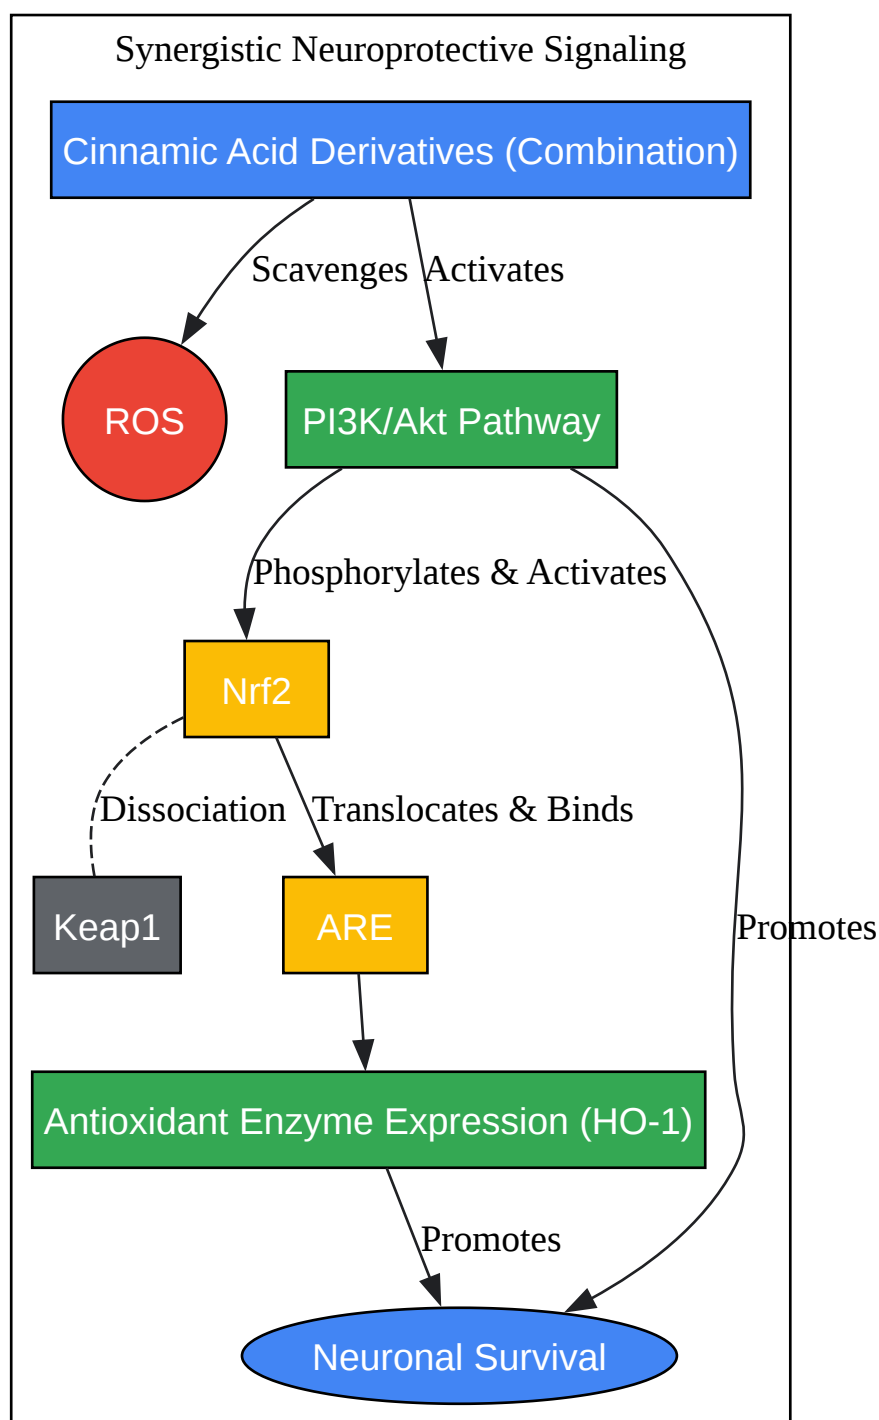 Synergistic Neuroprotective Signaling
Cinnamic Acid Derivatives (Combination)
Scavenges
Activates
ROS
PI3K/Akt Pathway
Phosphorylates & Activates
Nrf2
Dissociation
Translocates & Binds
Keap1
ARE
Promotes
Antioxidant Enzyme Expression (HO-1)
Promotes
Neuronal Survival